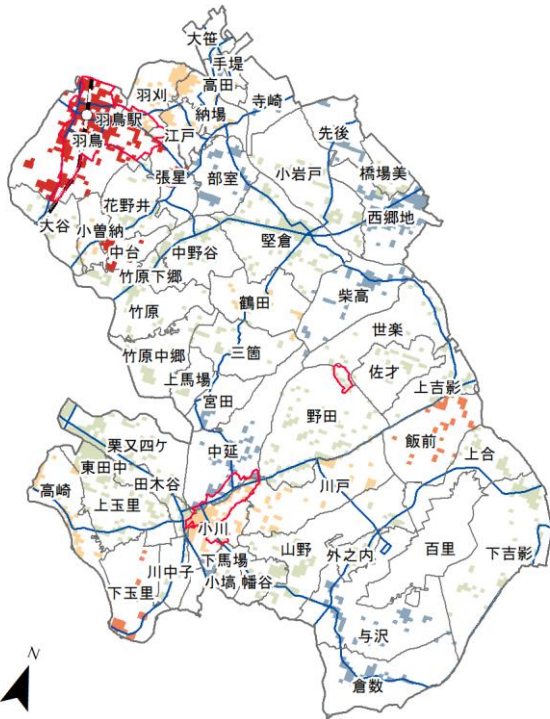 大笹
手堤
羽刈
高田
納場
寺崎
羽鳥駅
江戸
先後
羽鳥
張星
部室
小岩戸
橋場美
花野井
西郷地
大谷
小曽納
中台
中野谷
堅倉
竹原下郷
鶴田
柴高
竹原
世楽
竹原中郷
三箇
佐才
上馬場
上吉影
宮田
野田
飯前
栗又四ケ
中延
東田中
田木谷
上合
高崎
上玉里
川戸
小川
下馬場
山野
外之内
百里
下吉影
川中子
小塙
幡谷
下玉里
与沢
倉数
N